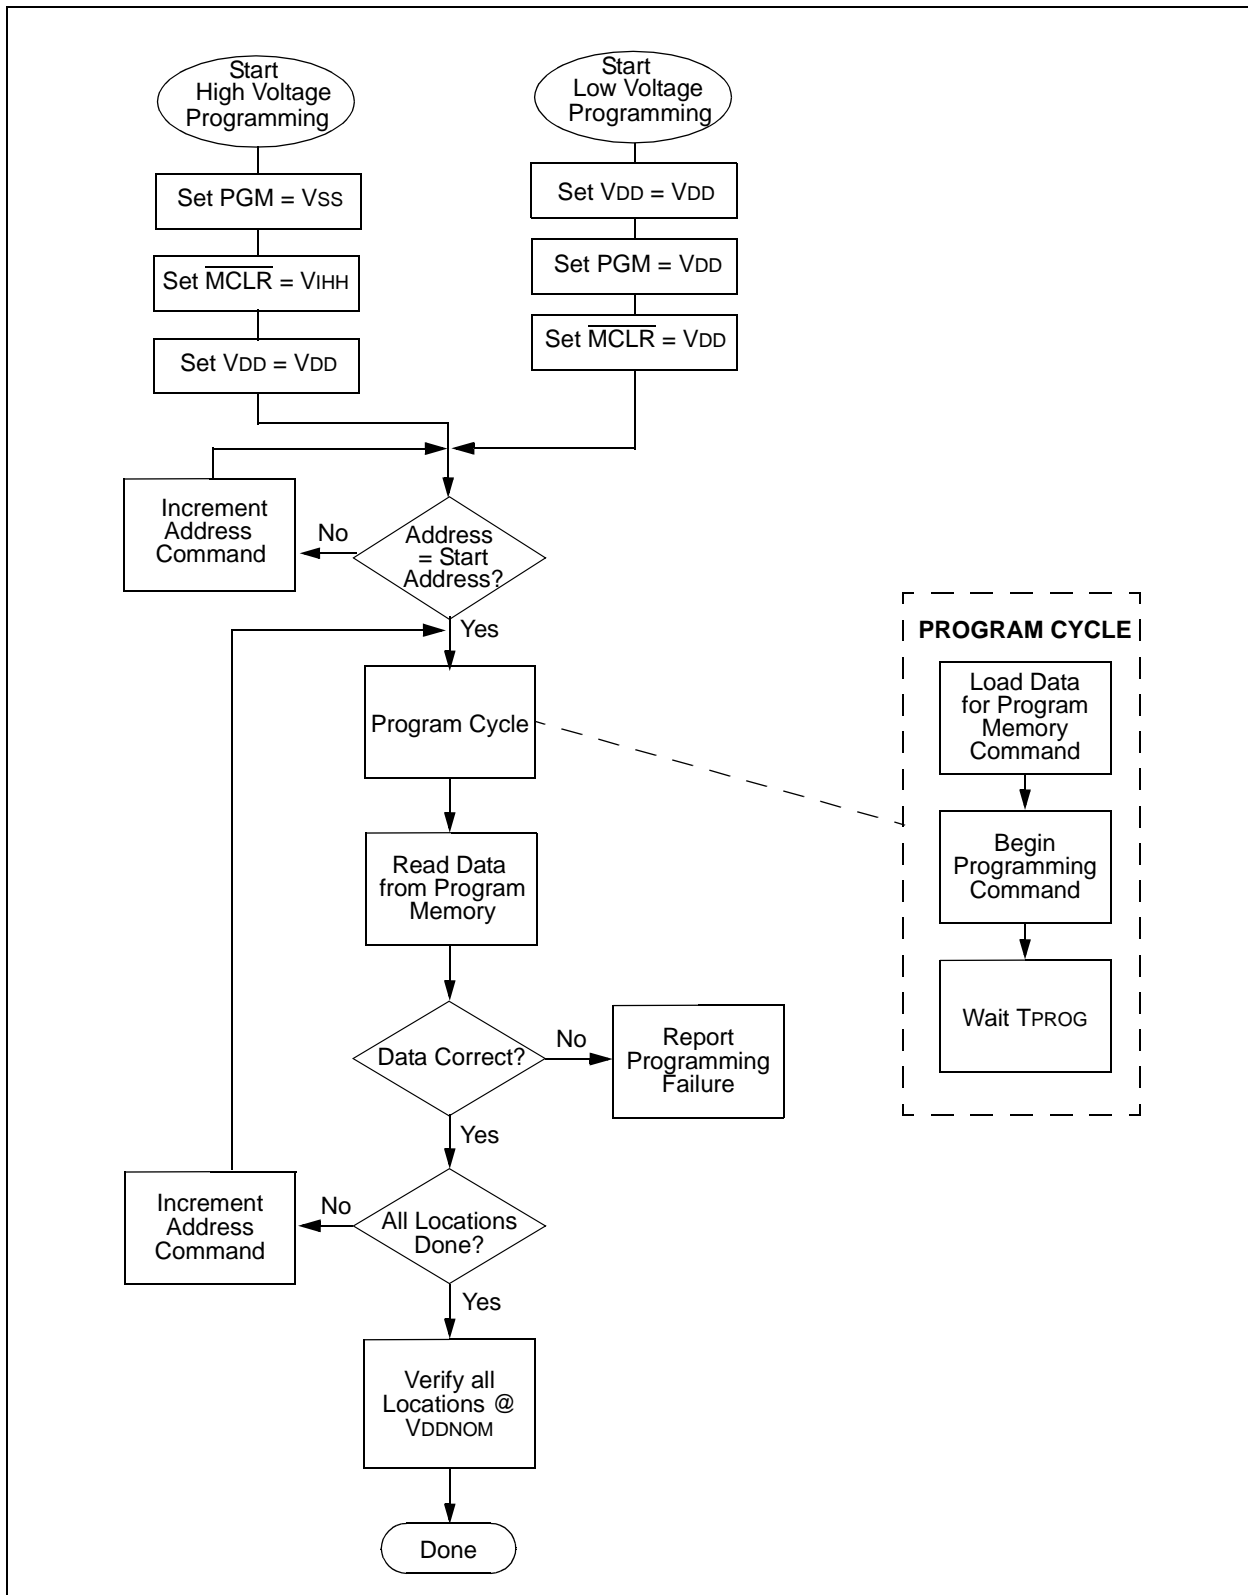 Start
High Voltage
Programming
Start
Low Voltage
Programming
Set PGM = VSS
Set VDD = VDD
Set MCLR = VIHH
Set PGM = VDD
Set VDD = VDD
Set MCLR = VDD
Increment
Address
Command
No
Address
= Start
Address?
Yes
Program Cycle
PROGRAM CYCLE
Load Data
for Program
Memory
Command
Begin
Programming
Command
Wait TPROG
Read Data
from Program
Memory
Data Correct?
No
Report
Programming
Failure
Yes
Increment
Address
Command
No
All Locations
Done?
Yes
Verify all
Locations @
VDDNOM
Done